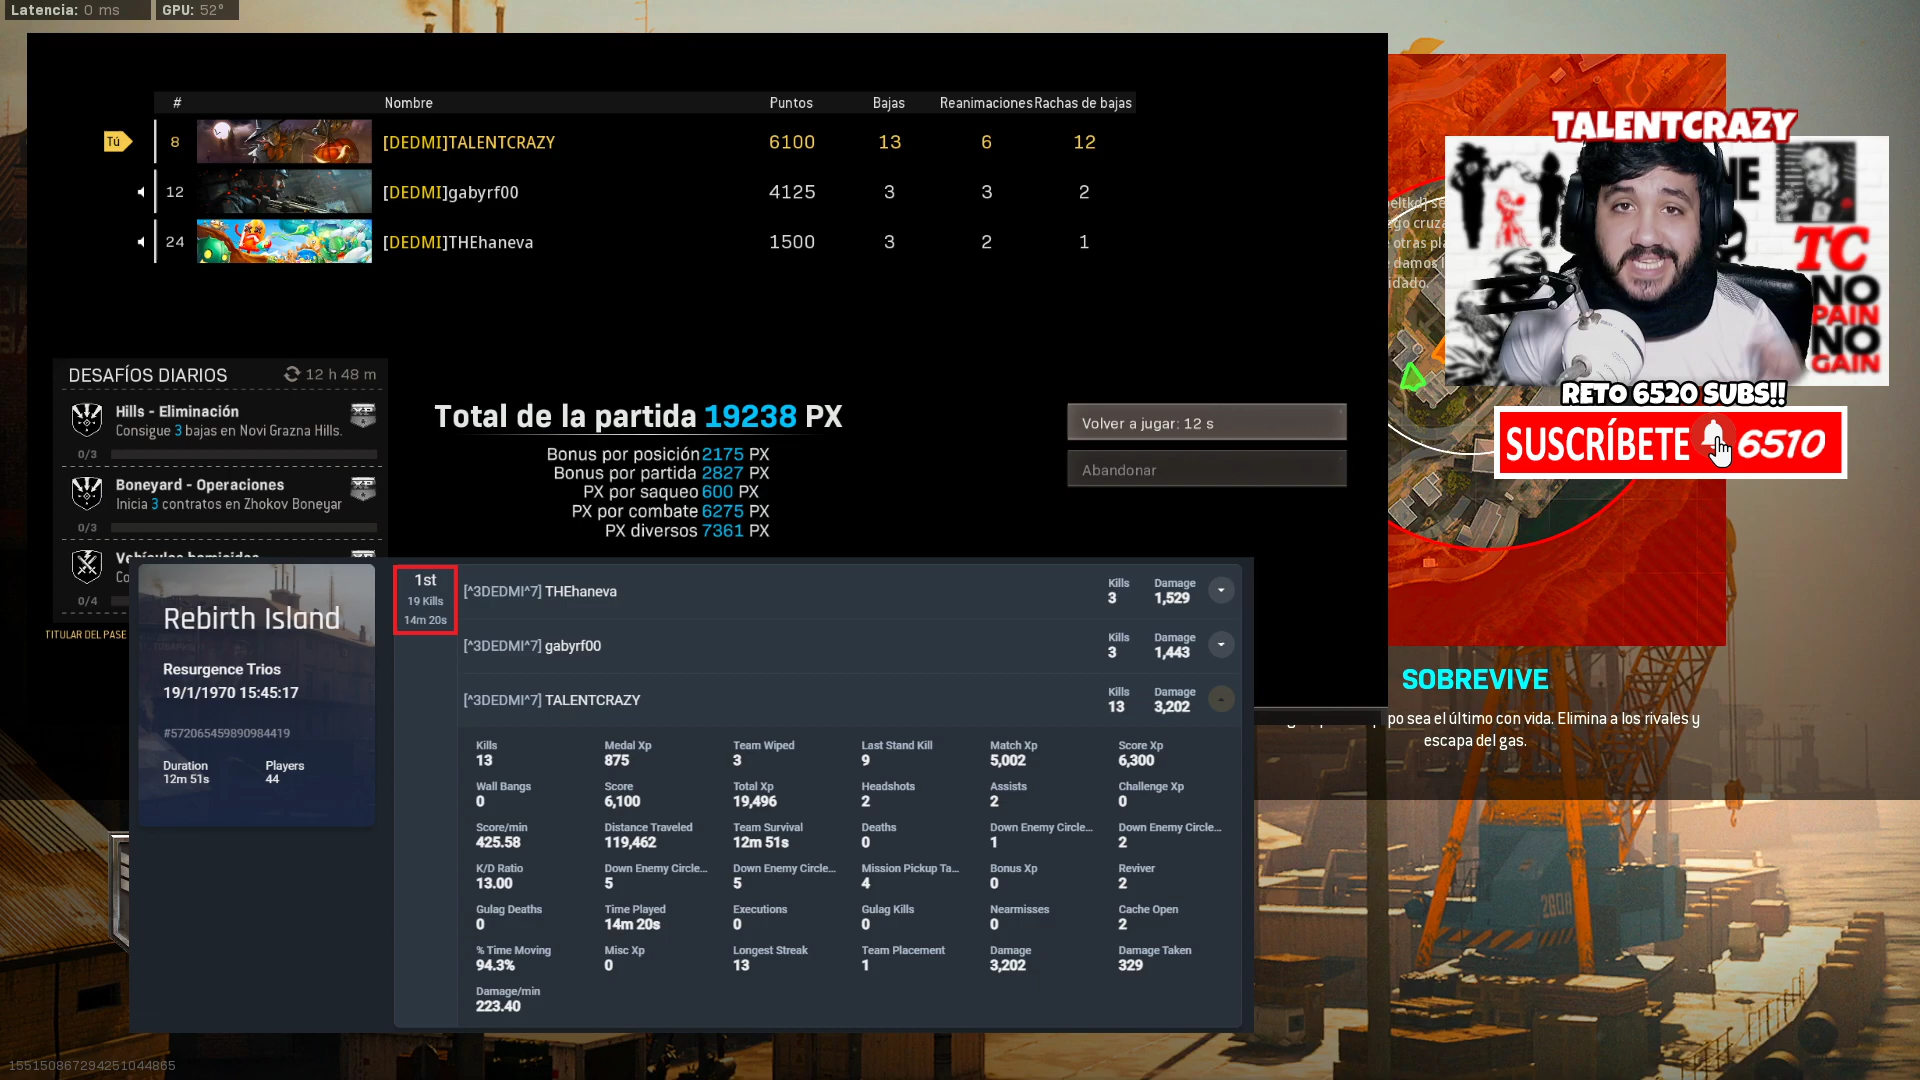 Latencia: 0 ms GPU: 52°
# Nombre Puntos Bajas Reanimaciones Rachas de bajas
Tú 8 [DEDMI]TALENTCRAZY 6100 13 6 12
12 [DEDMI]gabyrf00 4125 3 3 2
24 [DEDMI]THEhaneva 1500 3 2 1
TALENTCRAZY
TC
NO
PAIN
NO
GAIN
RETO 6520 SUBS!!
SUSCRÍBETE 6510
DESAFÍOS DIARIOS 12 h 48 m
Hills - Eliminación
Consigue 3 bajas en Novi Grazna Hills.
0/3
Boneyard - Operaciones
Inicia 3 contratos en Zhokov Boneyar
0/3
Vehículos homicidas
Co
0/4
TITULAR DEL PASE
Total de la partida 19238 PX
Bonus por posición 2175 PX
Bonus por partida 2827 PX
PX por saqueo 600 PX
PX por combate 6275 PX
PX diversos 7361 PX
Volver a jugar: 12 s
Abandonar
SOBREVIVE
po sea el último con vida. Elimina a los rivales y
escapa del gas.
Rebirth Island
Resurgence Trios
19/1/1970 15:45:17
#572065459890984419
Duration Players
12m 51s 44
1st
19 Kills
14m 20s
[^3DEDMI^7] THEhaneva Kills 3 Damage 1,529
[^3DEDMI^7] gabyrf00 Kills 3 Damage 1,443
[^3DEDMI^7] TALENTCRAZY Kills 13 Damage 3,202
Kills Medal Xp Team Wiped Last Stand Kill Match Xp Score Xp
13 875 3 9 5,002 6,300
Wall Bangs Score Total Xp Headshots Assists Challenge Xp
0 6,100 19,496 2 2 0
Score/min Distance Traveled Team Survival Deaths Down Enemy Circle... Down Enemy Circle...
425.58 119,462 12m 51s 0 1 2
K/D Ratio Down Enemy Circle... Down Enemy Circle... Mission Pickup Ta... Bonus Xp Reviver
13.00 5 5 4 0 2
Gulag Deaths Time Played Executions Gulag Kills Nearmisses Cache Open
0 14m 20s 0 0 0 2
% Time Moving Misc Xp Longest Streak Team Placement Damage Damage Taken
94.3% 0 13 1 3,202 329
Damage/min
223.40
155150867294251044865